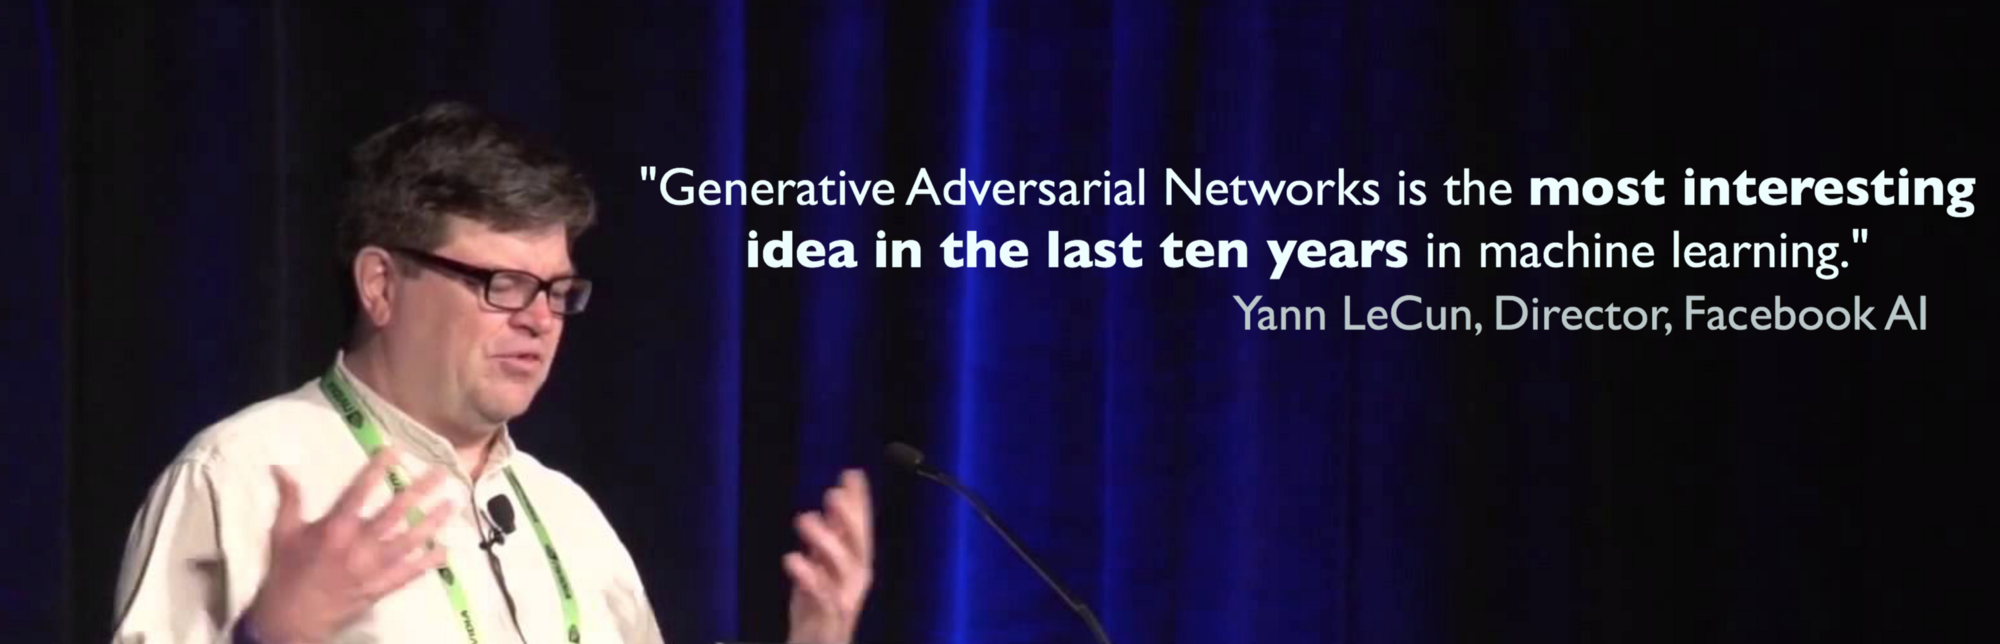 "Generative Adversarial Networks is the most interesting
idea in the last ten years in machine learning."
Yann LeCun, Director, Facebook AI